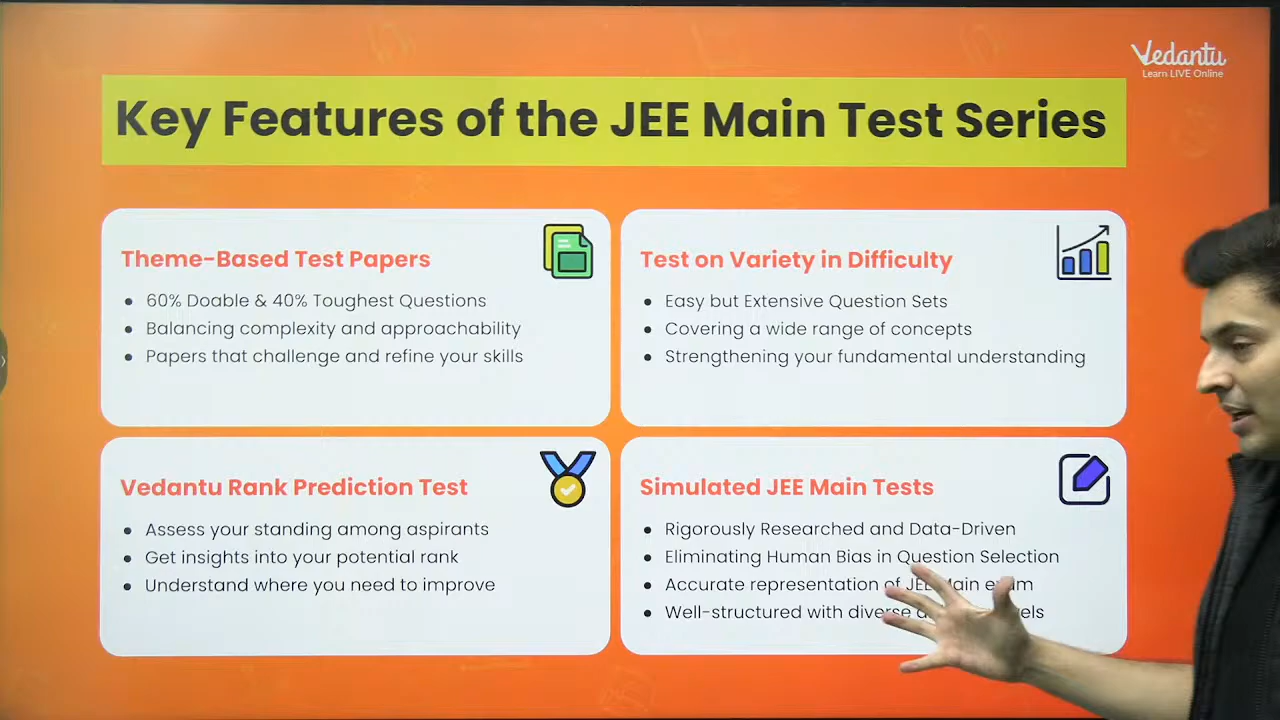 Vedantu
Learn LIVE Online
Key Features of the JEE Main Test Series
Theme-Based Test Papers
• 60% Doable & 40% Toughest Questions
• Balancing complexity and approachability
• Papers that challenge and refine your skills
Test on Variety in Difficulty
• Easy but Extensive Question Sets
• Covering a wide range of concepts
• Strengthening your fundamental understanding
Vedantu Rank Prediction Test
• Assess your standing among aspirants
• Get insights into your potential rank
• Understand where you need to improve
Simulated JEE Main Tests
• Rigorously Researched and Data-Driven
• Eliminating Human Bias in Question Selection
• Accurate representation of JEE Main exam
• Well-structured with diverse